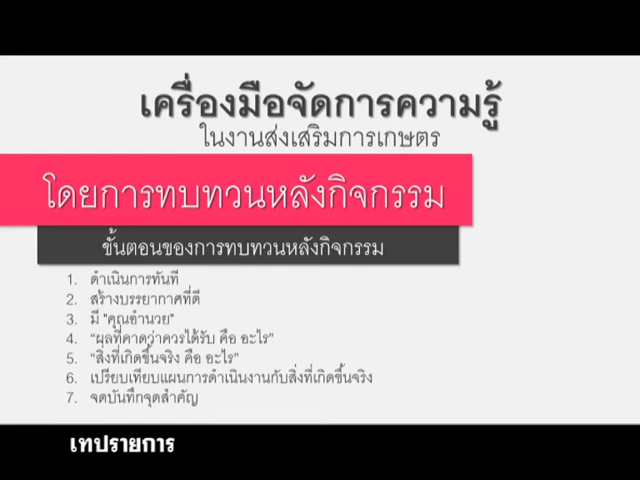 เครื่องมือจัดการความรู้
ในงานส่งเสริมการเกษตร
โดยการทบทวนหลังกิจกรรม
ขั้นตอนของการทบทวนหลังกิจกรรม
1. ดำเนินการทันที
2. สร้างบรรยากาศที่ดี
3. มี "คุณอำนวย"
4. “ผลที่คาดว่าควรได้รับ คือ อะไร”
5. “สิ่งที่เกิดขึ้นจริง คือ อะไร”
6. เปรียบเทียบแผนการดำเนินงานกับสิ่งที่เกิดขึ้นจริง
7. จดบันทึกจุดสำคัญ
เทปรายการ